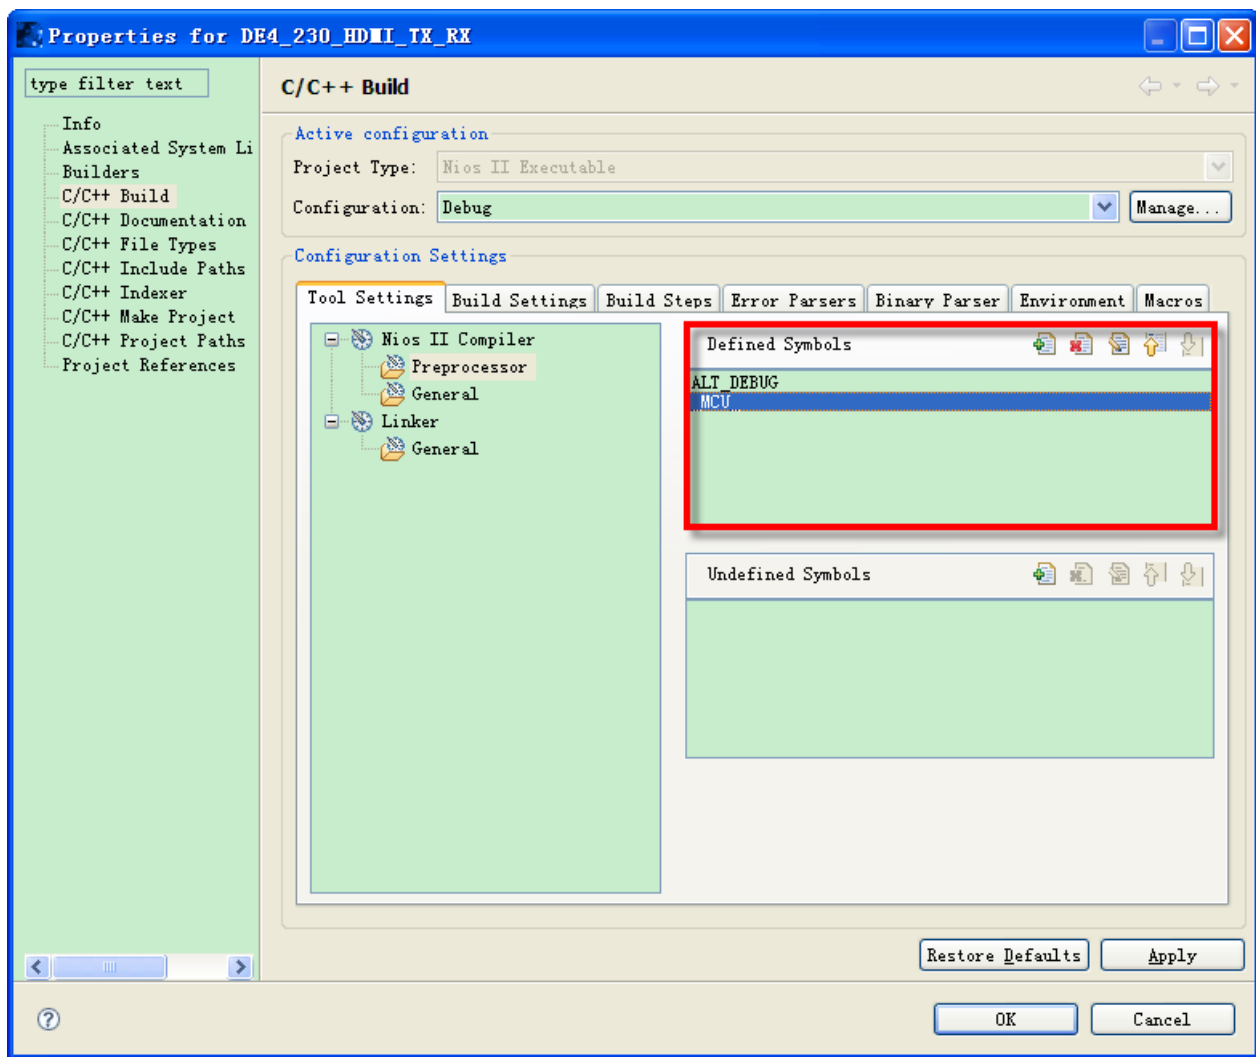 Properties for DE4_230_HDMI_TX_RX
type filter text
Info
Associated System Li
Builders
C/C++ Build
C/C++ Documentation
C/C++ File Types
C/C++ Include Paths
C/C++ Indexer
C/C++ Make Project
C/C++ Project Paths
Project References
C/C++ Build
Active configuration
Project Type: Nios II Executable
Configuration: Debug Manage...
Configuration Settings
Tool Settings Build Settings Build Steps Error Parsers Binary Parser Environment Macros
Nios II Compiler
Preprocessor
General
Linker
General
Defined Symbols
ALT_DEBUG
_MCU_
Undefined Symbols
Restore Defaults Apply
OK Cancel